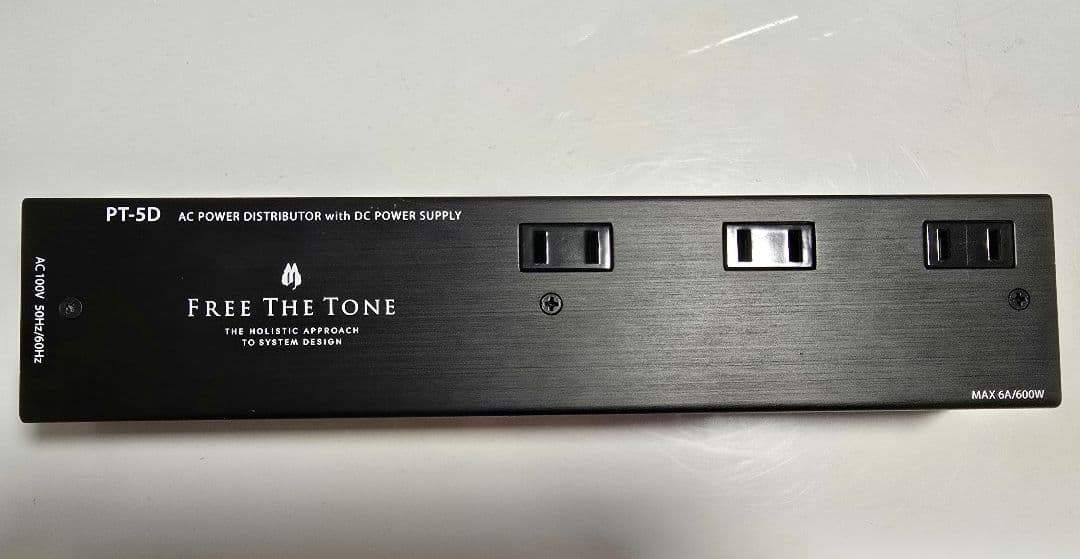 PT-5D AC POWER DISTRIBUTOR with DC POWER SUPPLY
AC 100V 50Hz/60Hz
FREE THE TONE
THE HOLISTIC APPROACH
TO SYSTEM DESIGN
MAX 6A/600W